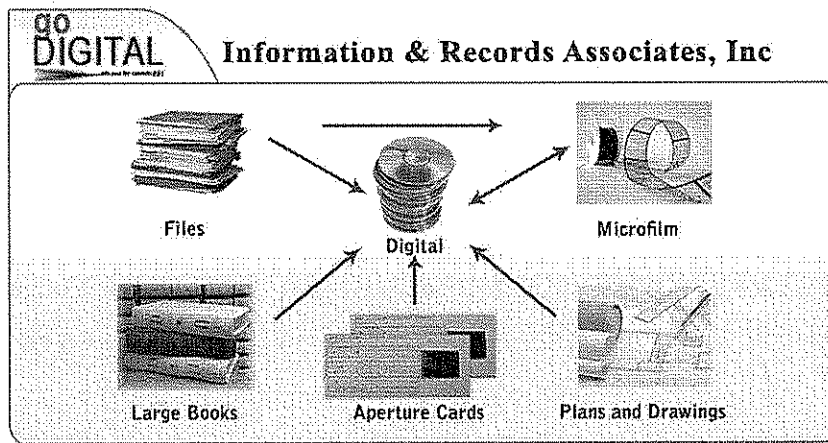 go
DIGITAL
Information & Records Associates, Inc
Files
Digital
Microfilm
Large Books
Aperture Cards
Plans and Drawings